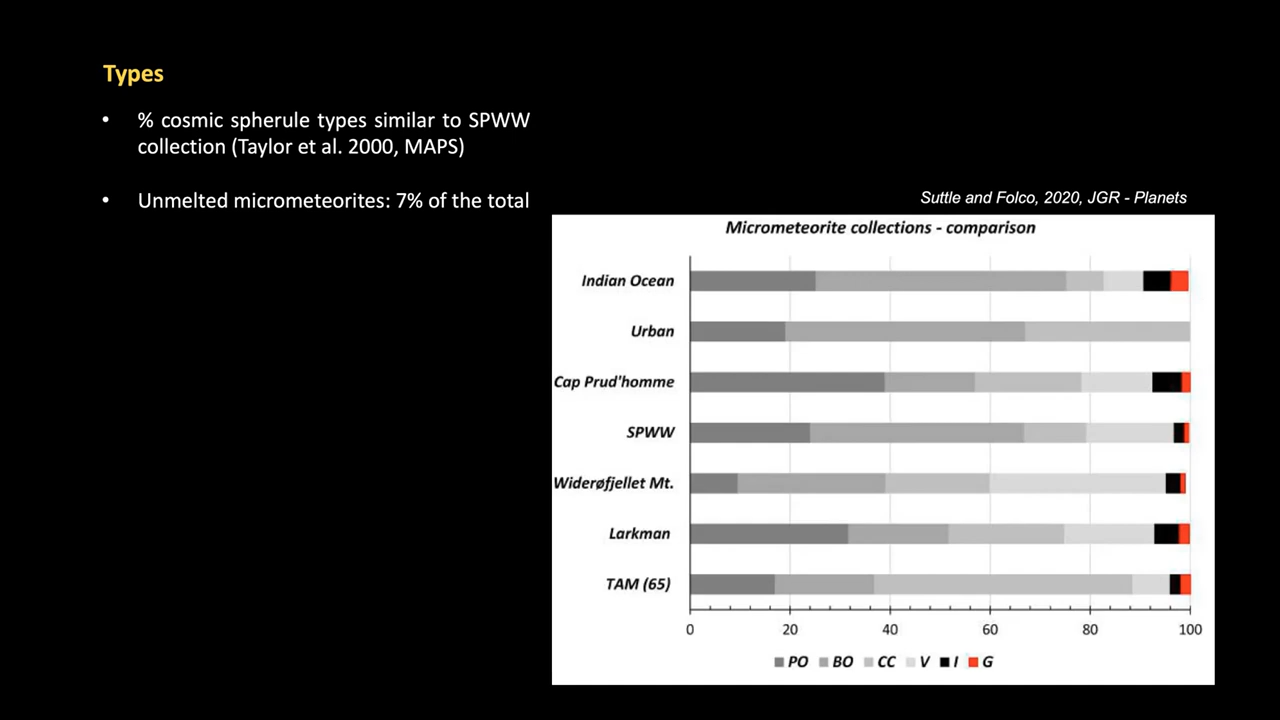 Types
• % cosmic spherule types similar to SPWW
collection (Taylor et al. 2000, MAPS)
• Unmelted micrometeorites: 7% of the total
Suttle and Folco, 2020, JGR - Planets
Micrometeorite collections - comparison
Indian Ocean
Urban
Cap Prud'homme
SPWW
Widerøfjellet Mt.
Larkman
TAM (65)
0 20 40 60 80 100
PO BO CC V I G